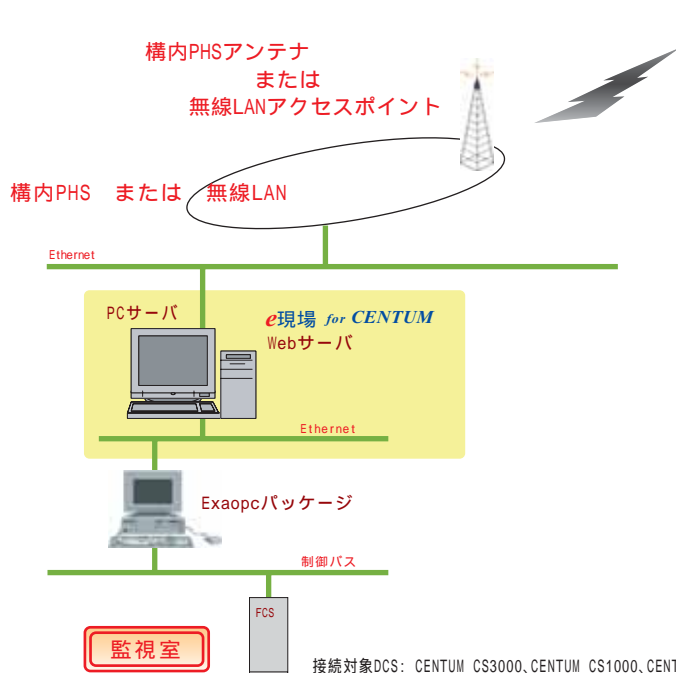 構内PHSアンテナ
または
無線LANアクセスポイント
構内PHS または 無線LAN
Ethernet
PCサーバ
e現場 for CENTUM
Webサーバ
Ethernet
Exaopcパッケージ
制御バス
FCS
監視室
接続対象DCS: CENTUM CS3000、CENTUM CS1000、CENT